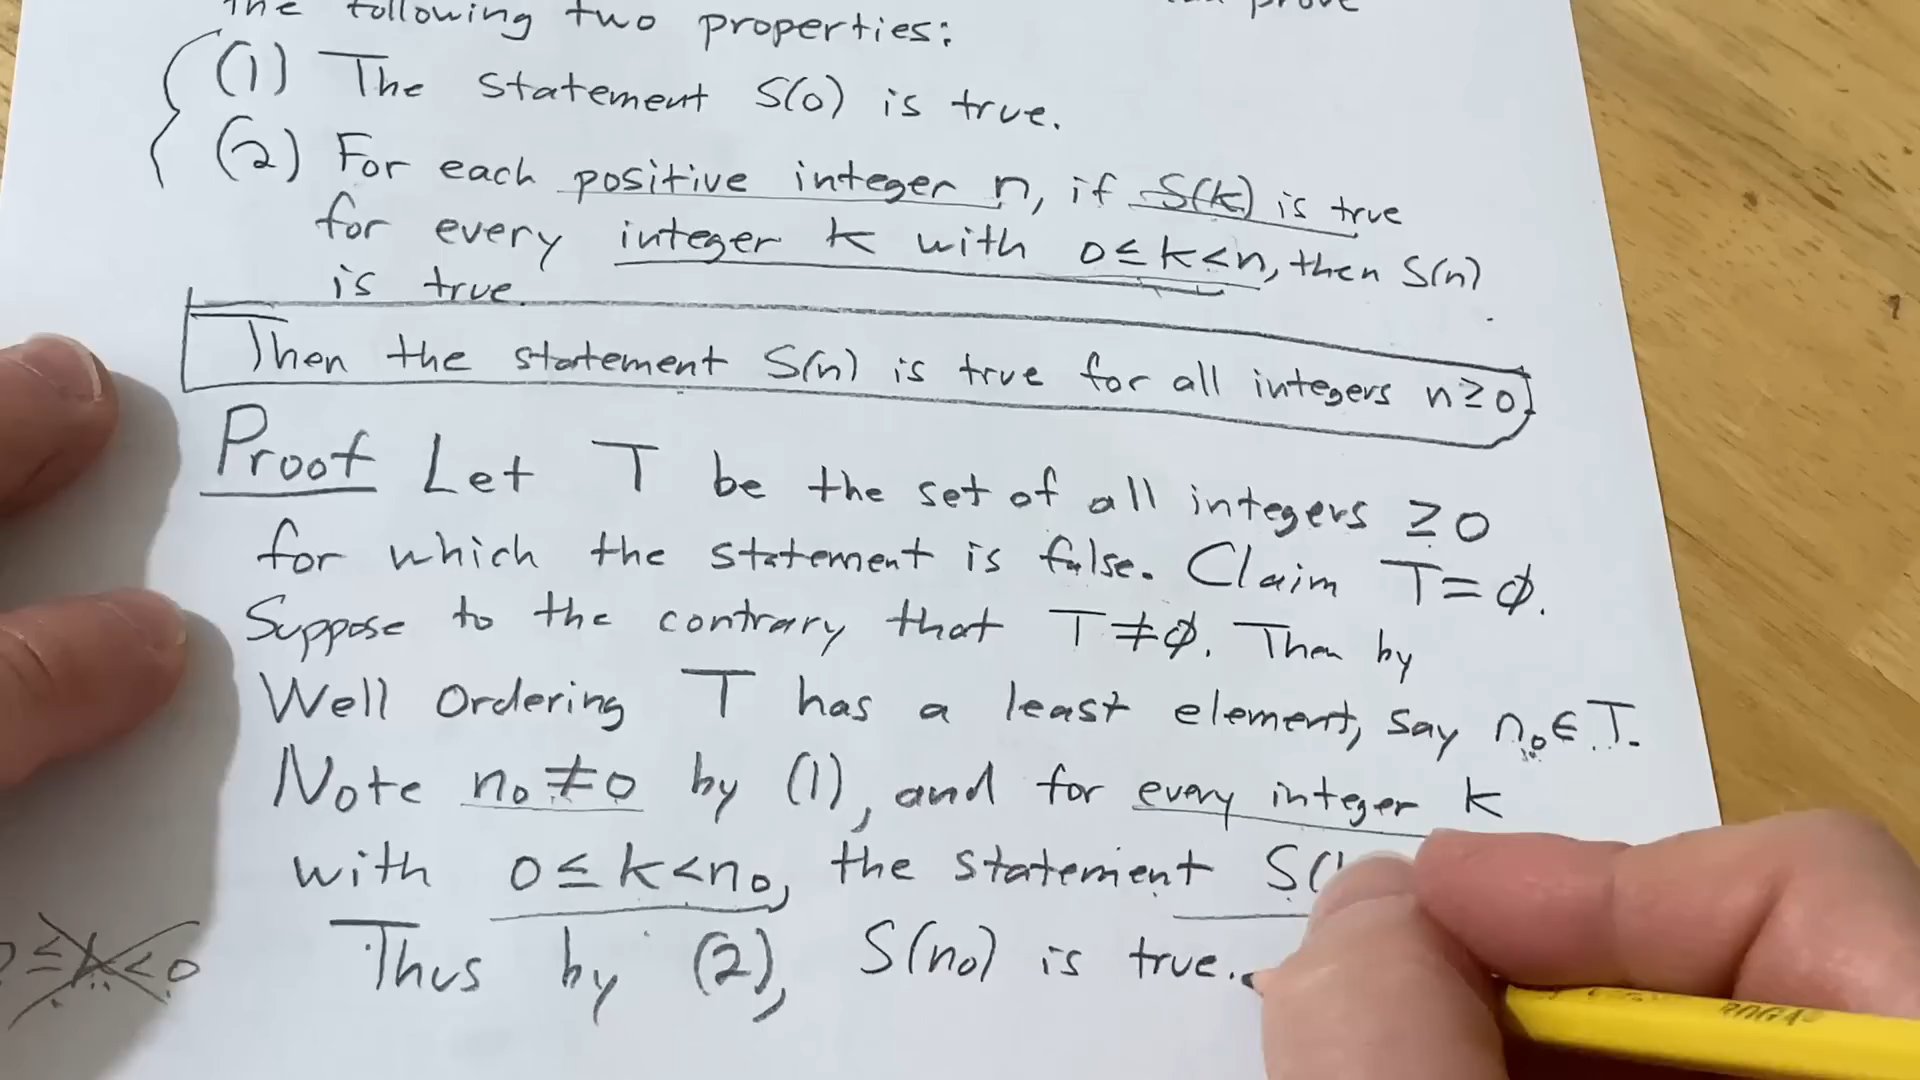 The following two properties: prove
(1) The statement S(0) is true.
(2) For each positive integer n, if S(k) is true
for every integer k with 0≤k<n, then S(n)
is true.
Then the statement S(n) is true for all integers n≥0.
Proof Let T be the set of all integers ≥0
for which the statement is false. Claim T=∅.
Suppose to the contrary that T≠∅. Then by
Well Ordering T has a least element, say n₀∈T.
Note n₀≠0 by (1), and for every integer k
with 0≤k<n₀, the statement S(
Thus by (2), S(n₀) is true.
≤k<0